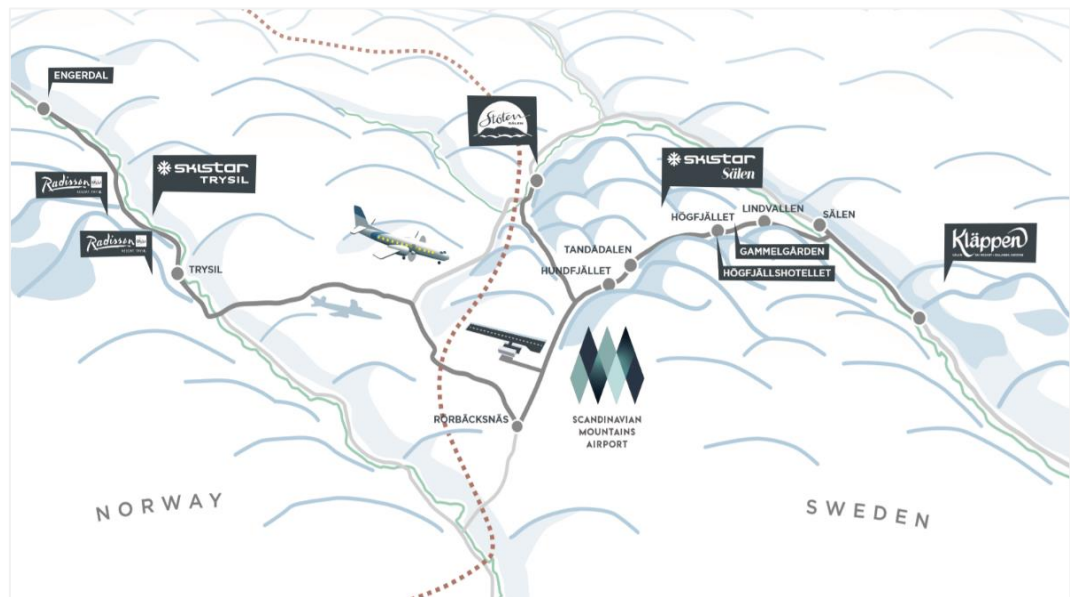 ENGERDAL
Radisson
SKISTAR
TRYSIL
Radisson
TRYSIL
Stöten
SÄLEN
SKISTAR
Sälen
HÖGFJÄLLET
LINDVALLEN
SÄLEN
Kläppen
GAMMELGÅRDEN
HÖGFJÄLLSHOTELLET
TANDÅDALEN
HUNDFJÄLLET
SCANDINAVIAN
MOUNTAINS
AIRPORT
RÖRBÄCKSNÄS
NORWAY
SWEDEN